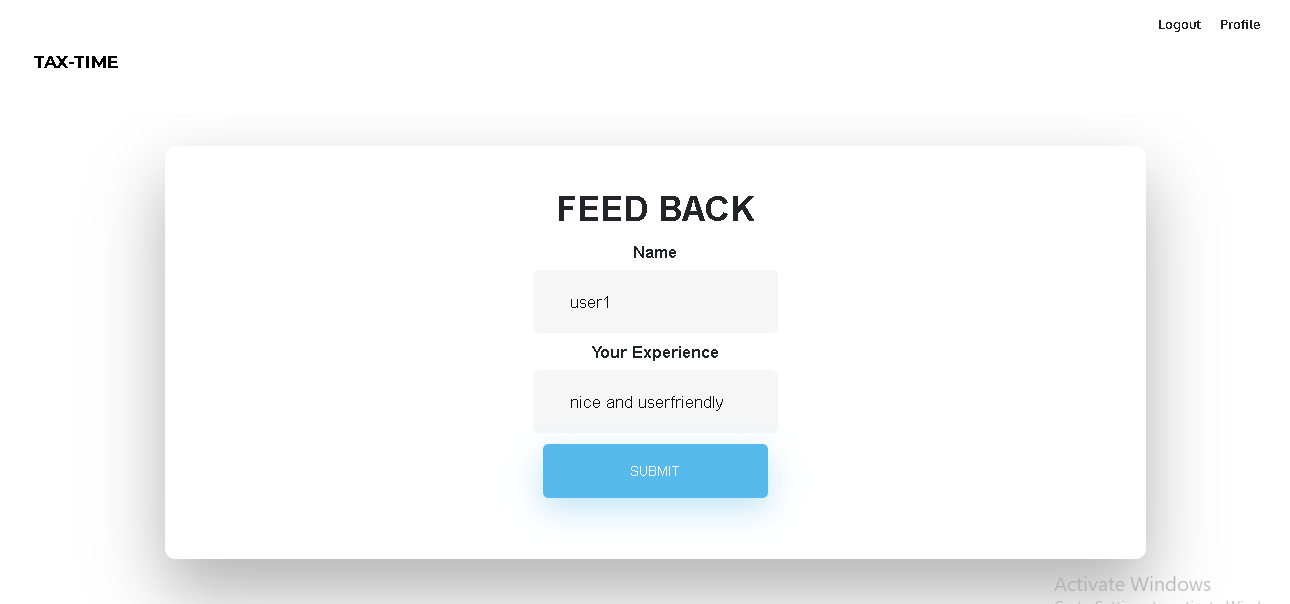 Logout Profile
TAX-TIME
FEED BACK
Name
user1
Your Experience
nice and userfriendly
SUBMIT
Activate Windows